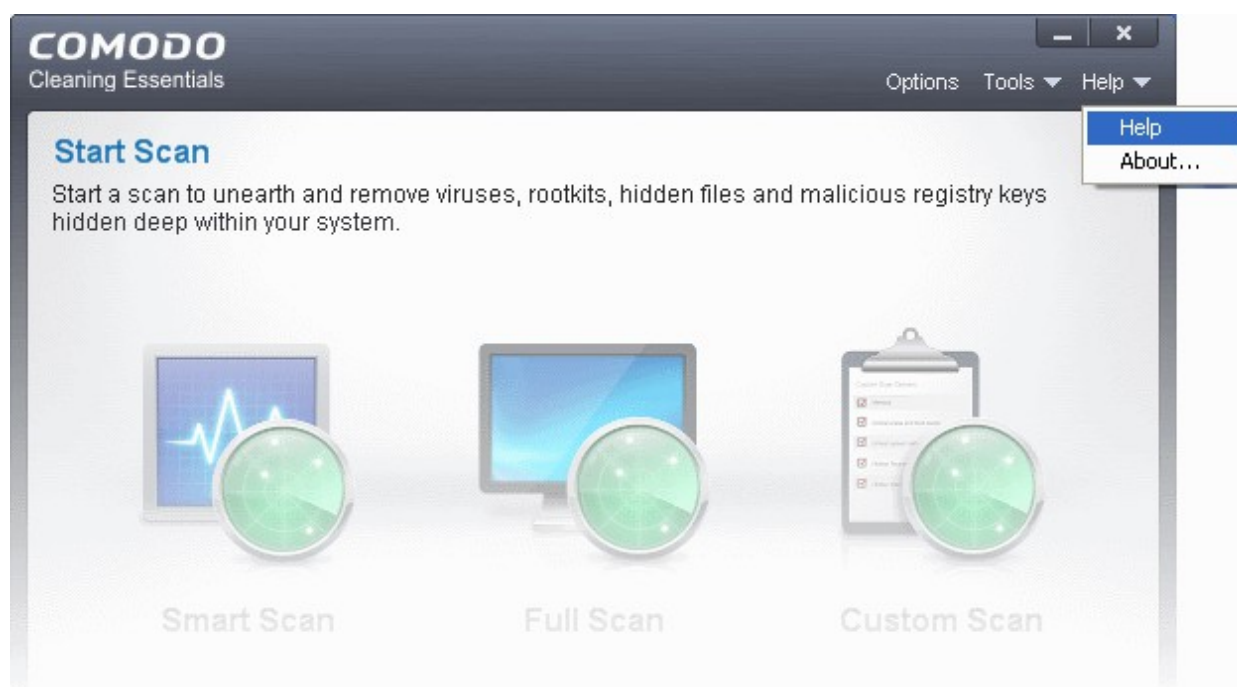 COMODO
Cleaning Essentials
Options Tools Help
Help
About...
Start Scan
Start a scan to unearth and remove viruses, rootkits, hidden files and malicious registry keys
hidden deep within your system.
Smart Scan Full Scan Custom Scan